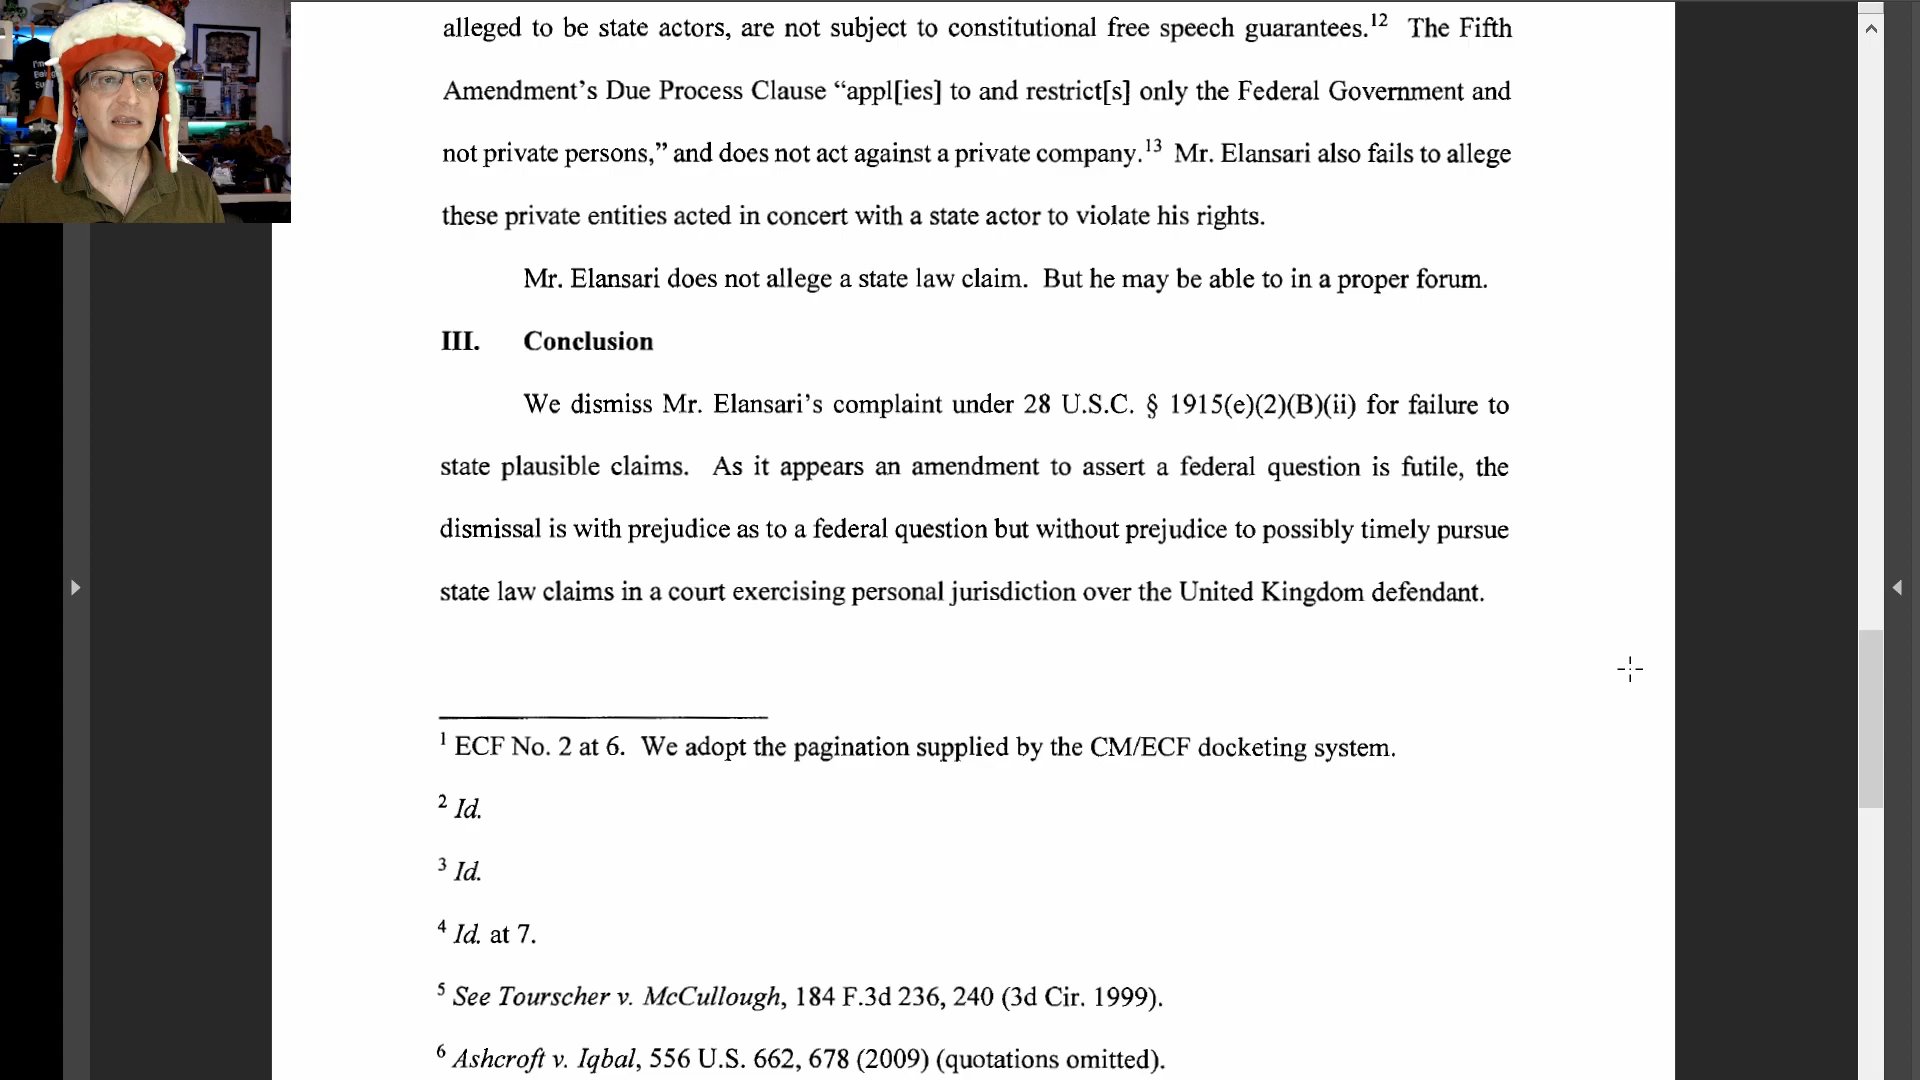 alleged to be state actors, are not subject to constitutional free speech guarantees.12 The Fifth
Amendment's Due Process Clause “appl[ies] to and restrict[s] only the Federal Government and
not private persons,” and does not act against a private company.13 Mr. Elansari also fails to allege
these private entities acted in concert with a state actor to violate his rights.
Mr. Elansari does not allege a state law claim. But he may be able to in a proper forum.
III. Conclusion
We dismiss Mr. Elansari's complaint under 28 U.S.C. § 1915(e)(2)(B)(ii) for failure to
state plausible claims. As it appears an amendment to assert a federal question is futile, the
dismissal is with prejudice as to a federal question but without prejudice to possibly timely pursue
state law claims in a court exercising personal jurisdiction over the United Kingdom defendant.
1 ECF No. 2 at 6. We adopt the pagination supplied by the CM/ECF docketing system.
2 Id.
3 Id.
4 Id. at 7.
5 See Tourscher v. McCullough, 184 F.3d 236, 240 (3d Cir. 1999).
6 Ashcroft v. Iqbal, 556 U.S. 662, 678 (2009) (quotations omitted).